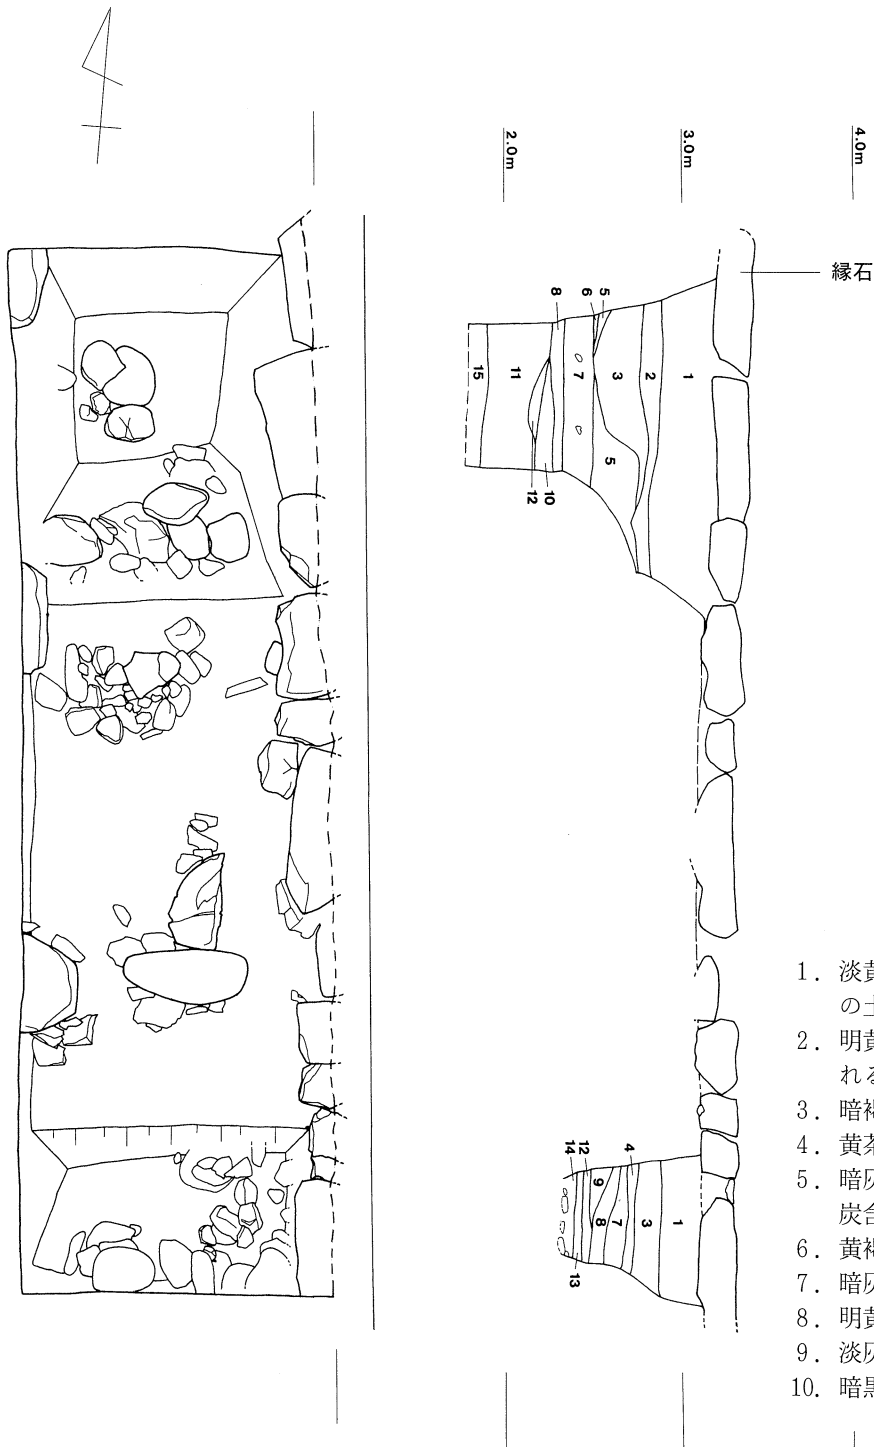 2.0m
3.0m
4.0m
縁石
8
6
5
15
11
7
3
2
1
5
12
10
14
12
4
9
8
7
3
1
13
1. 淡黄
の土
2. 明黄
れる
3. 暗褐
4. 黄茶
5. 暗灰
炭含
6. 黄褐
7. 暗灰
8. 明黄
9. 淡灰
10. 暗黒